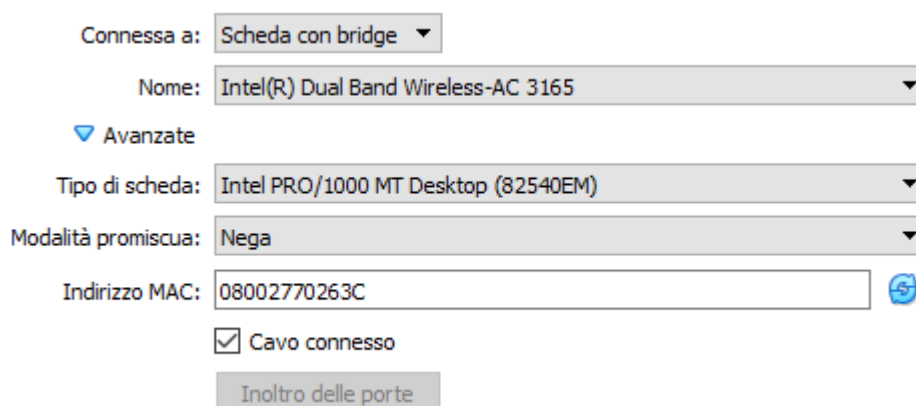 Connessa a: Scheda con bridge
Nome: Intel(R) Dual Band Wireless-AC 3165
Avanzate
Tipo di scheda: Intel PRO/1000 MT Desktop (82540EM)
Modalità promiscua: Nega
Indirizzo MAC: 08002770263C
Cavo connesso
Inoltro delle porte